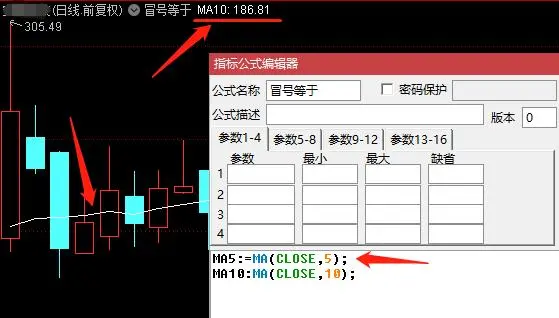 (日线.前复权) 冒号等于 MA10: 186.81
305.49
指标公式编辑器
公式名称 冒号等于 密码保护
公式描述 版本 0
参数1-4 参数5-8 参数9-12 参数13-16
参数 最小 最大 缺省
1
2
3
4
MA5:=MA(CLOSE,5);
MA10:MA(CLOSE,10);